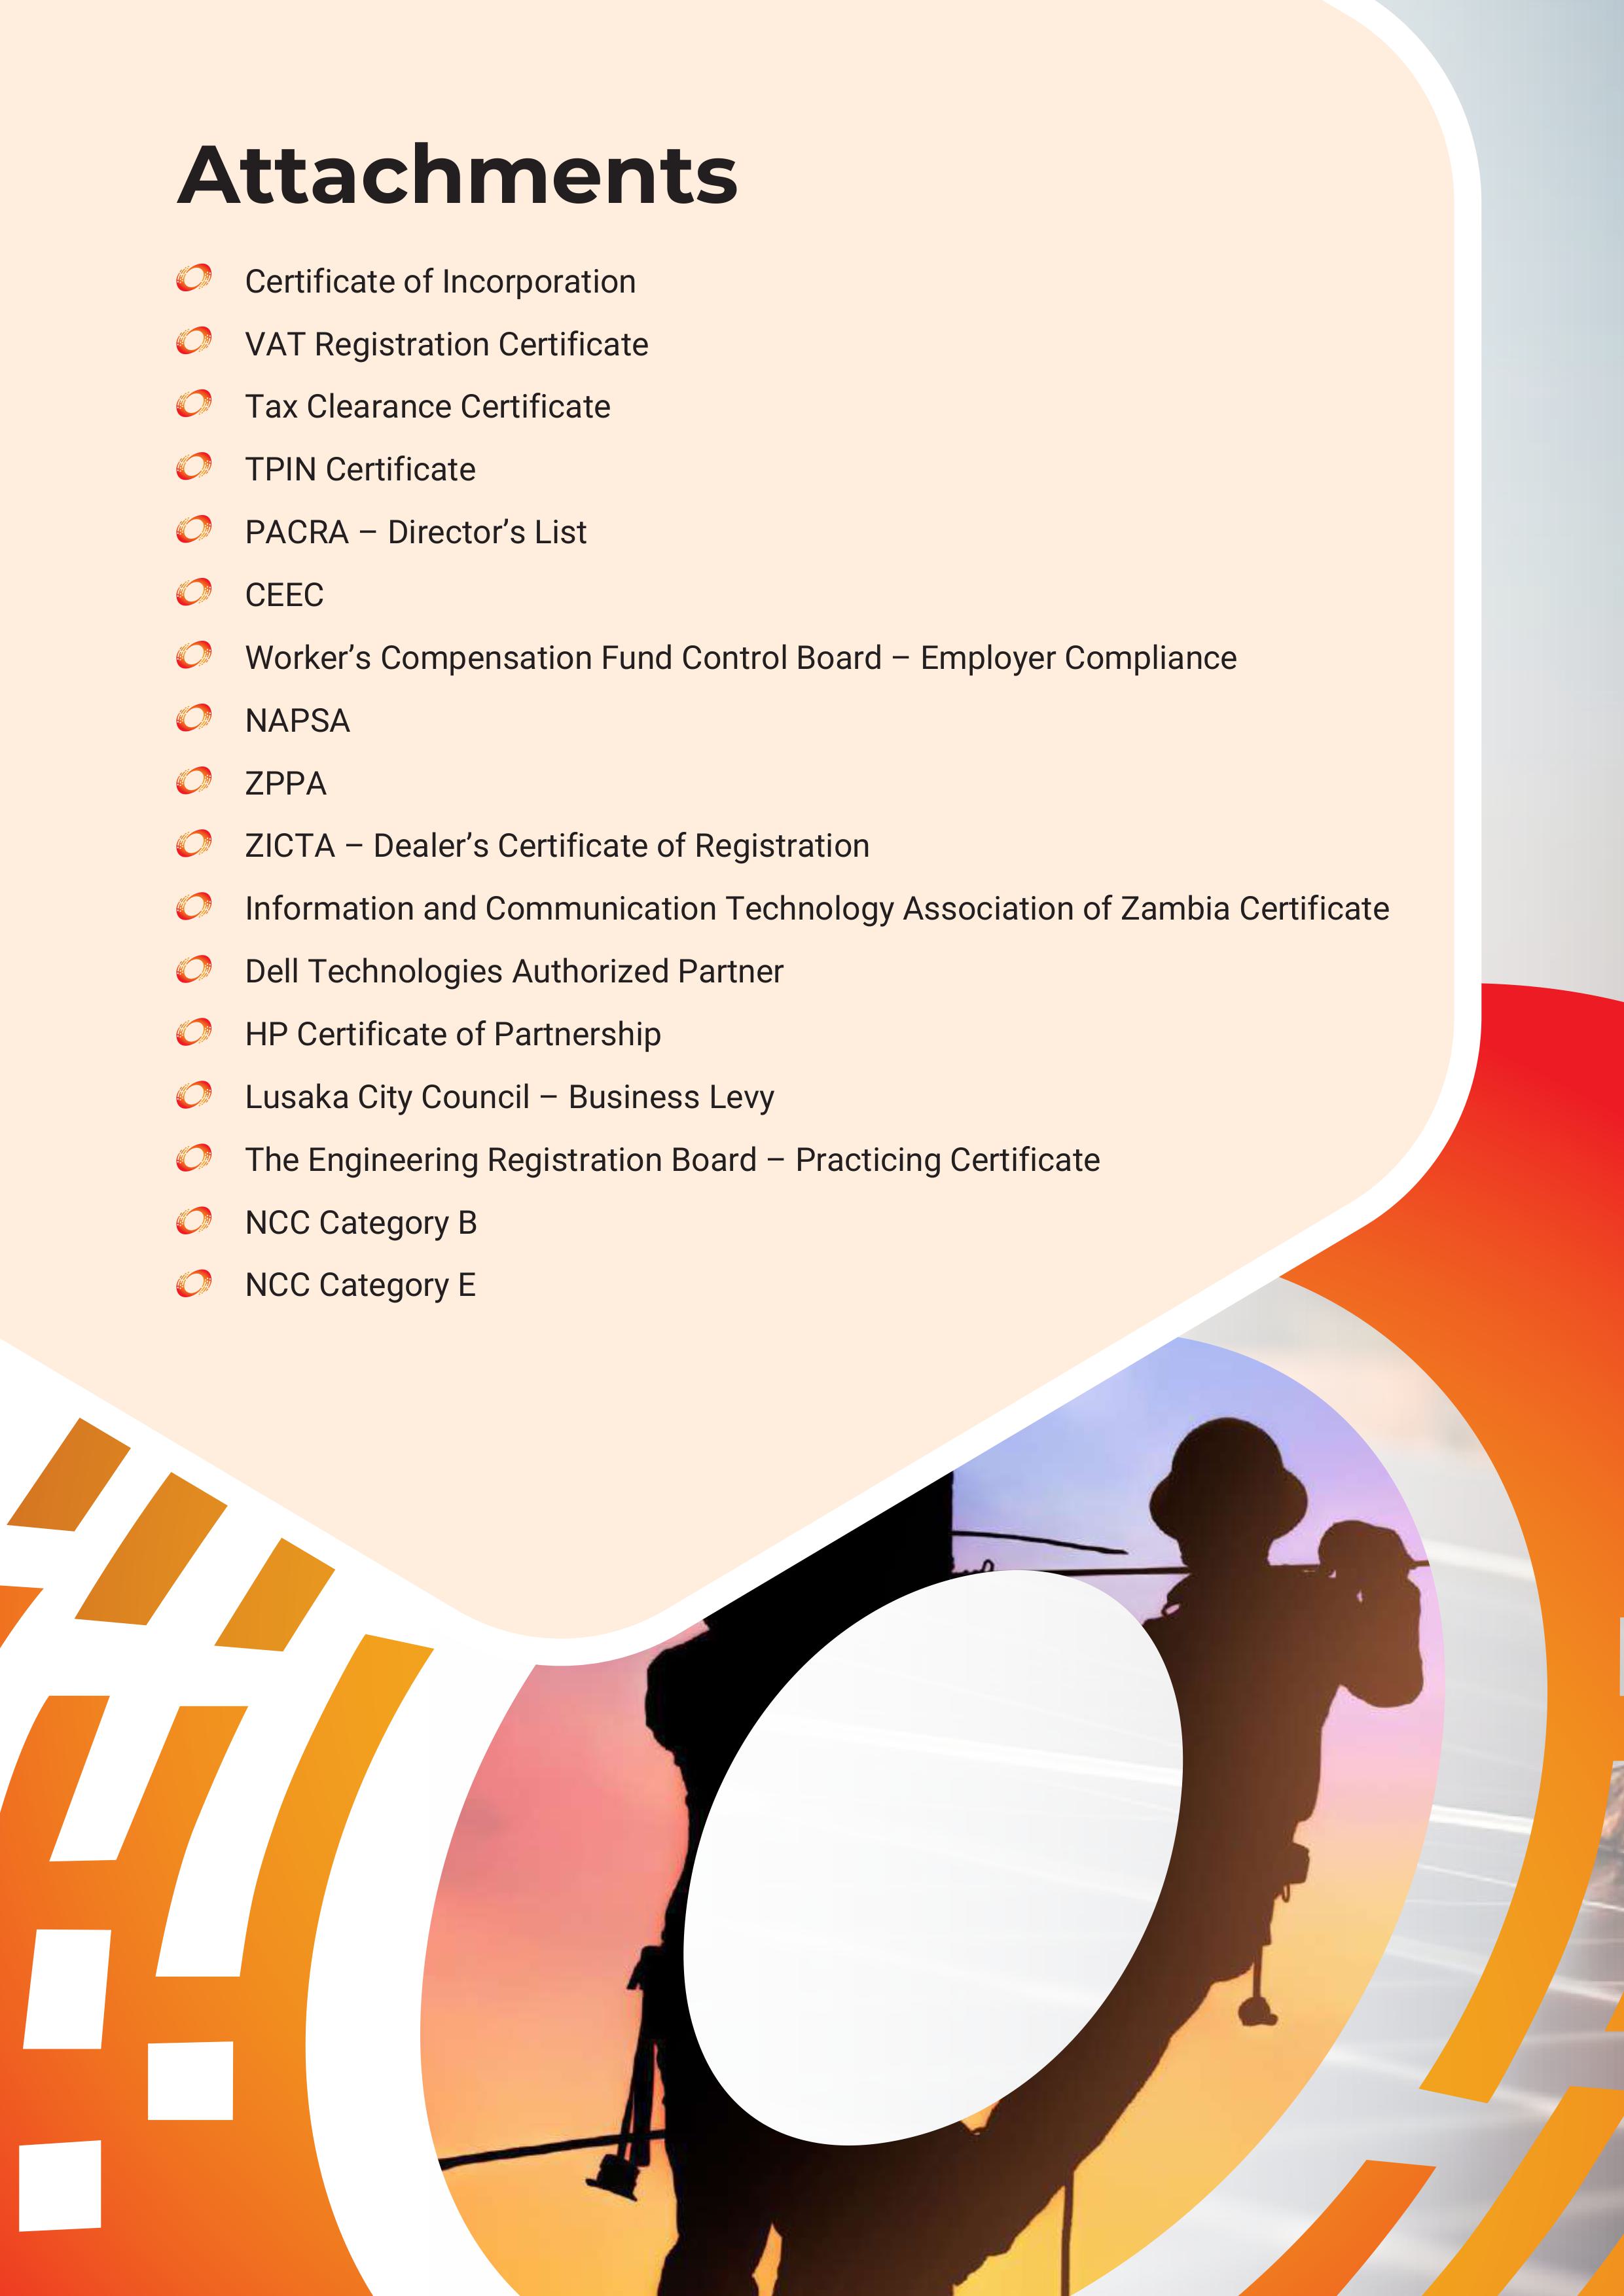 Attachments
Certificate of Incorporation
VAT Registration Certificate
Tax Clearance Certificate
TPIN Certificate
PACRA – Director’s List
CEEC
Worker’s Compensation Fund Control Board – Employer Compliance
NAPSA
ZPPA
ZICTA – Dealer’s Certificate of Registration
Information and Communication Technology Association of Zambia Certificate
Dell Technologies Authorized Partner
HP Certificate of Partnership
Lusaka City Council – Business Levy
The Engineering Registration Board – Practicing Certificate
NCC Category B
NCC Category E